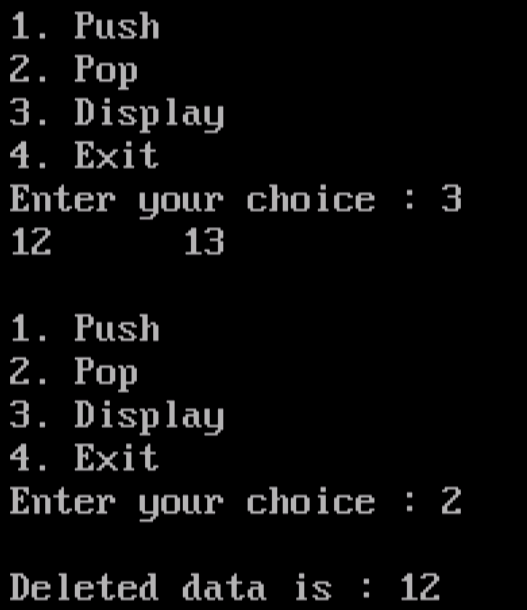 1. Push
2. Pop
3. Display
4. Exit
Enter your choice : 3
12 13
1. Push
2. Pop
3. Display
4. Exit
Enter your choice : 2
Deleted data is : 12